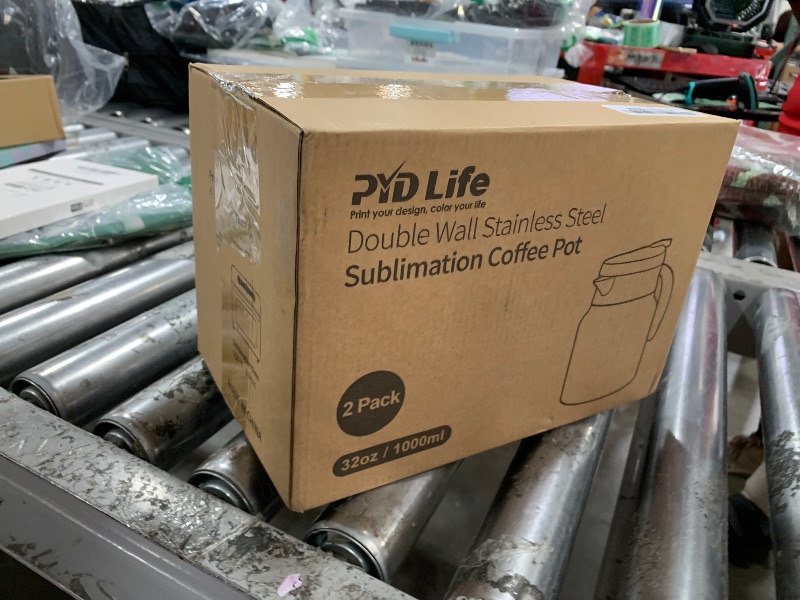 PYD Life
Print your design, color your life
Double Wall Stainless Steel
Sublimation Coffee Pot
2 Pack
32oz / 1000ml